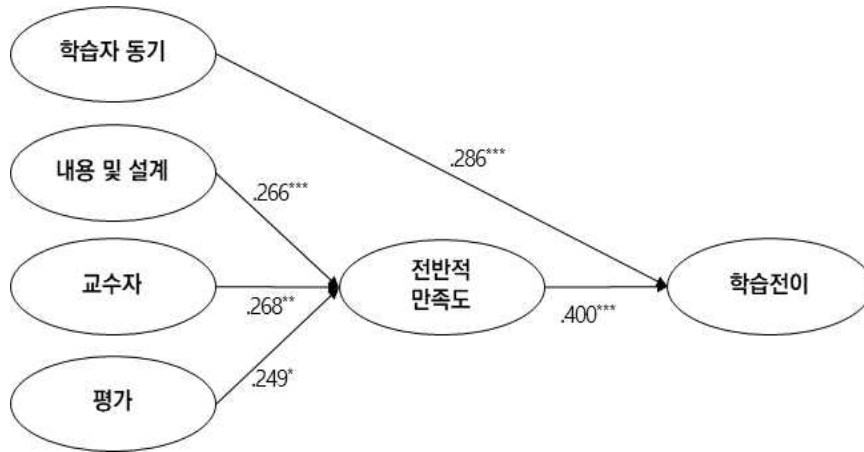 학습자 동기
.286***
내용 및 설계
.266***
교수자
.268**
전반적
만족도
.400***
학습전이
평가
.249*